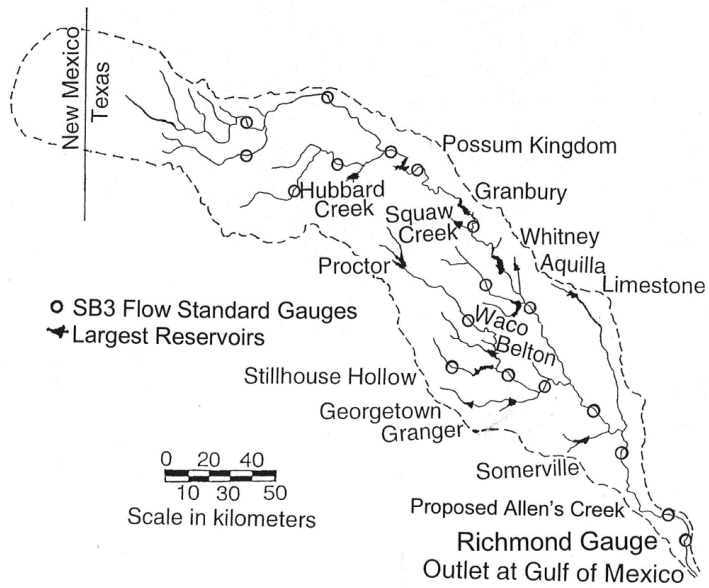 New Mexico
Texas
Possum Kingdom
Hubbard
Creek
Granbury
Squaw
Creek
Whitney
Proctor
Aquilla
Limestone
SB3 Flow Standard Gauges
Largest Reservoirs
Waco
Belton
Stillhouse Hollow
Georgetown
Granger
Somerville
0 20 40
10 30 50
Scale in kilometers
Proposed Allen's Creek
Richmond Gauge
Outlet at Gulf of Mexico